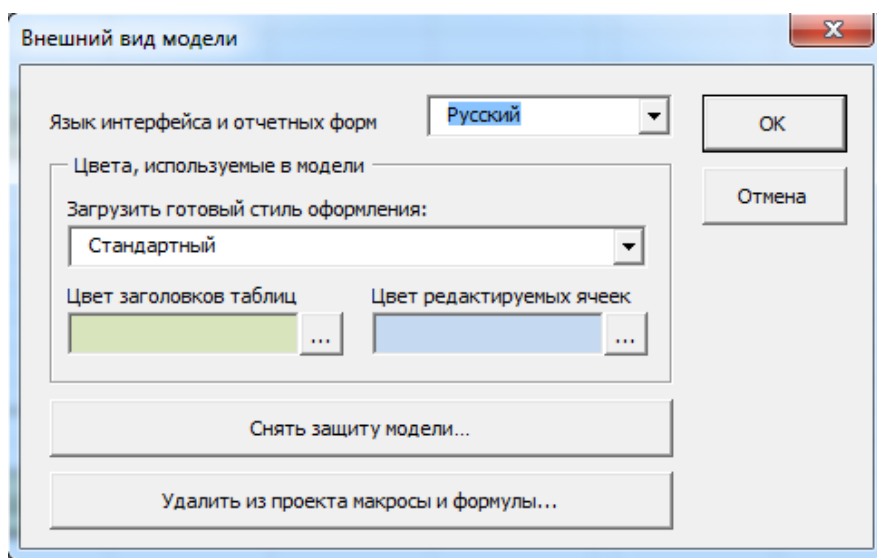 Внешний вид модели
Язык интерфейса и отчетных форм
Русский
OK
Цвета, используемые в модели
Отмена
Загрузить готовый стиль оформления:
Стандартный
Цвет заголовков таблиц
Цвет редактируемых ячеек
...
...
Снять защиту модели...
Удалить из проекта макросы и формулы...